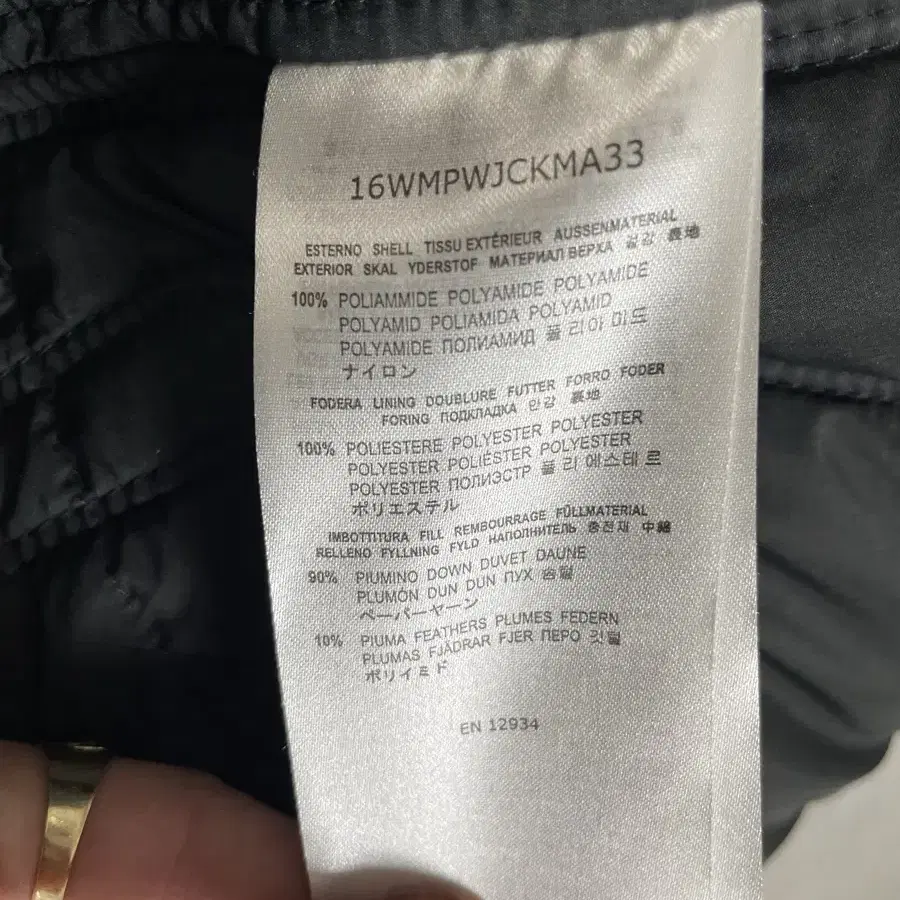 16WMPWJCKMA33
ESTERNO SHELL TISSU EXTÉRIEUR AUSSENMATERIAL
EXTERIOR SKAL YDERSTOF МАТЕРИАЛ ВЕРХА 겉감 表地
100% POLIAMMIDE POLYAMIDE POLYAMIDE
POLYAMID POLIAMIDA POLYAMID
POLYAMIDE ПОЛИАМИД 폴리아미드
ナイロン
FODERA LINING DOUBLURE FUTTER FORRO FODER
FORING ПОДКЛАДКА 안감 裏地
100% POLIESTERE POLYESTER POLYESTER
POLYESTER POLIÉSTER POLYESTER
POLYESTER ПОЛИЭСТР 폴리에스테르
ポリエステル
IMBOTTITURA FILL REMBOURRAGE FÜLLMATERIAL
RELLENO FYLLNING FYLD НАПОЛНИТЕЛЬ 충전재 中綿
90% PIUMINO DOWN DUVET DAUNE
PLUMÓN DUN DUN ПУХ 솜털
ペーパーヤーン
10% PIUMA FEATHERS PLUMES FEDERN
PLUMAS FJÄDRAR FJER ПЕРО 깃털
ポリイミド
EN 12934